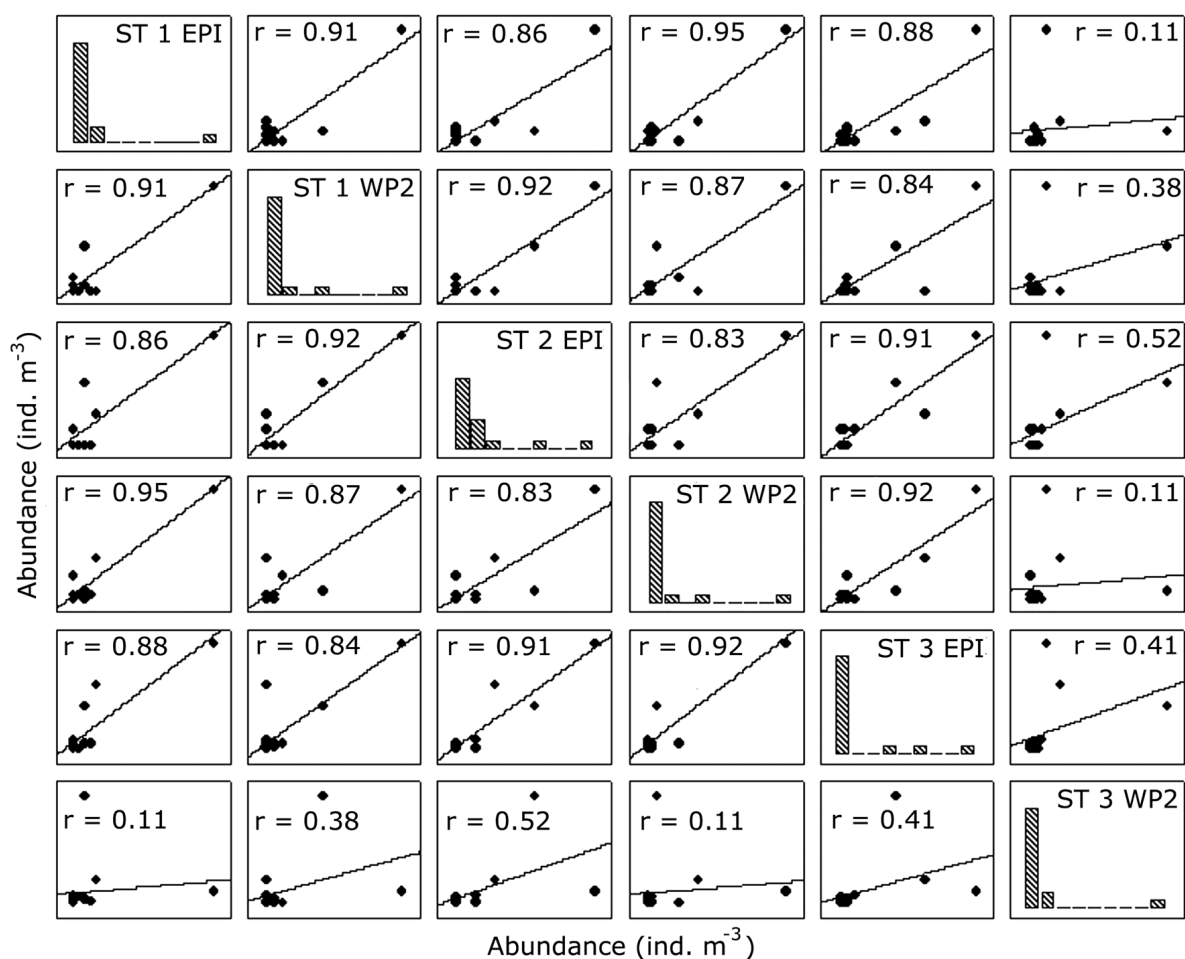 ST 1 EPI r = 0.91 r = 0.86 r = 0.95 r = 0.88 r = 0.11
r = 0.91 ST 1 WP2 r = 0.92 r = 0.87 r = 0.84 r = 0.38
r = 0.86 r = 0.92 ST 2 EPI r = 0.83 r = 0.91 r = 0.52
r = 0.95 r = 0.87 r = 0.83 ST 2 WP2 r = 0.92 r = 0.11
r = 0.88 r = 0.84 r = 0.91 r = 0.92 ST 3 EPI r = 0.41
r = 0.11 r = 0.38 r = 0.52 r = 0.11 r = 0.41 ST 3 WP2
Abundance (ind. m⁻³)
Abundance (ind. m⁻³)